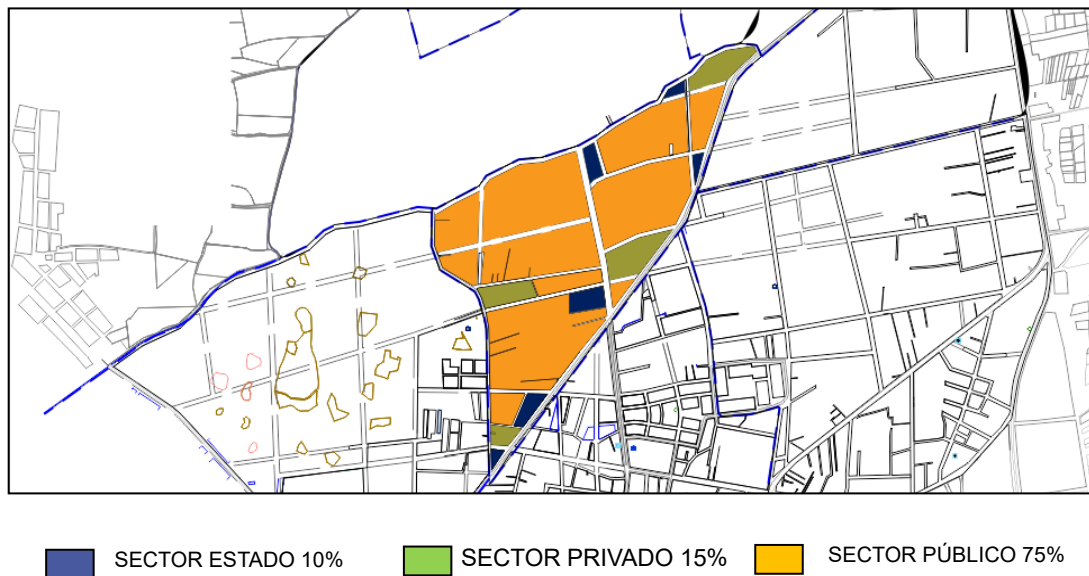 SECTOR ESTADO 10%
SECTOR PRIVADO 15%
SECTOR PÚBLICO 75%